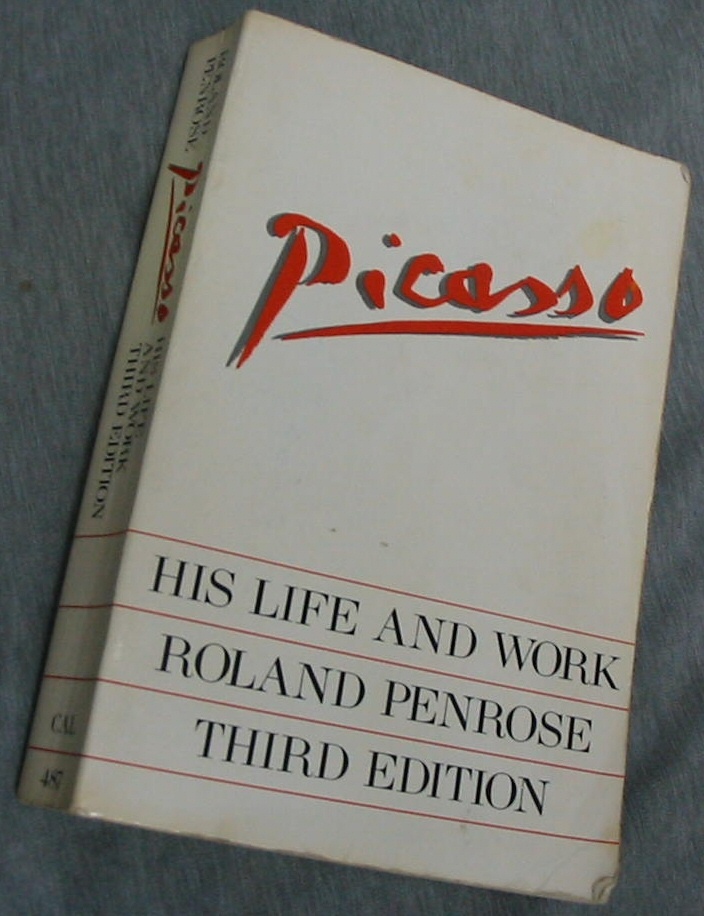 Picasso
HIS LIFE AND WORK
ROLAND PENROSE
THIRD EDITION
ROLAND
PENROSE
Picasso
HIS LIFE
AND WORK
THIRD EDITION
CAL
487